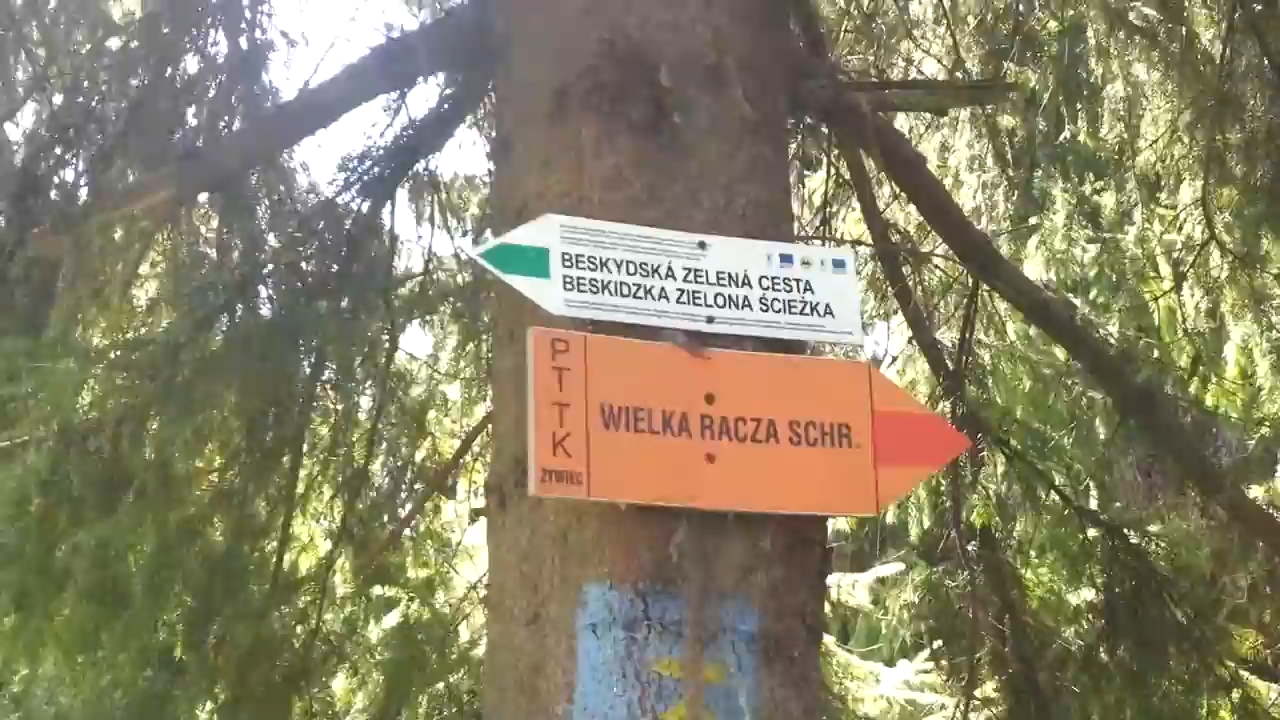 BESKYDSKÁ ZELENÁ CESTA
BESKIDZKA ZIELONA ŚCIEŻKA
PTTK
ŻYWIEC
WIELKA RACZA SCHR.